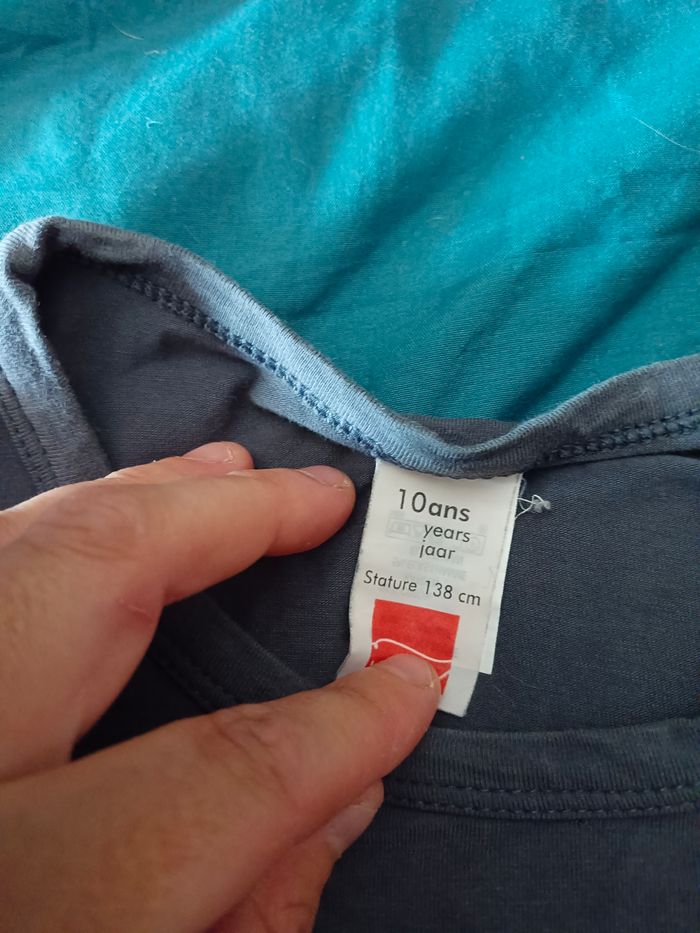 10ans
years
jaar
Stature 138 cm